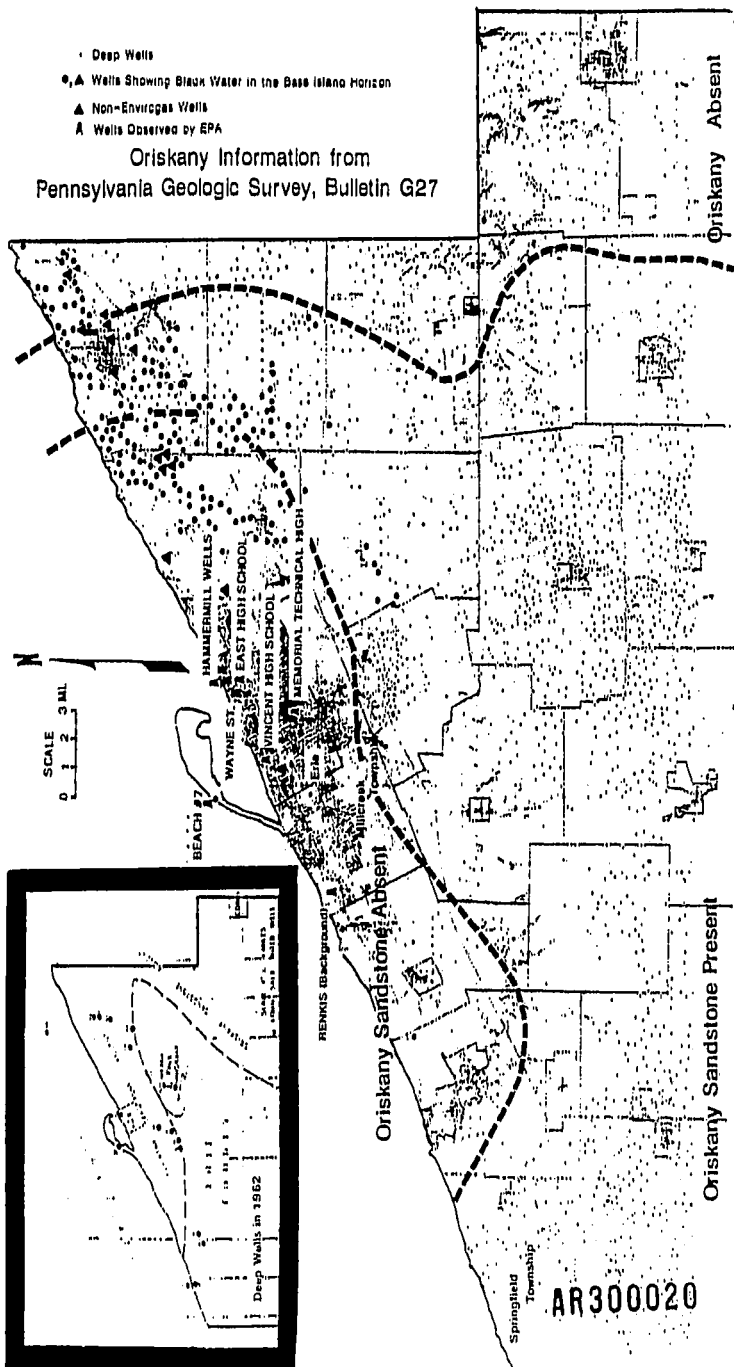 Deep Wells
Wells Showing Black Water in the Bass Island Horizon
Non-Envirogas Wells
Wells Observed by EPA
Oriskany Information from
Pennsylvania Geologic Survey, Bulletin G27
Oriskany Absent
HAMMERMILL WELLS
EAST HIGH SCHOOL
WAYNE ST.
VINCENT HIGH SCHOOL
MEMORIAL TECHNICAL HIGH
N
SCALE
0 1 2 3 MI.
BEACH #7
Erie
Millcreek
Township
RENKIS (Background)
Oriskany Sandstone Absent
Deep Wells in 1962
Oriskany Sandstone Present
Springfield
Township
AR300020